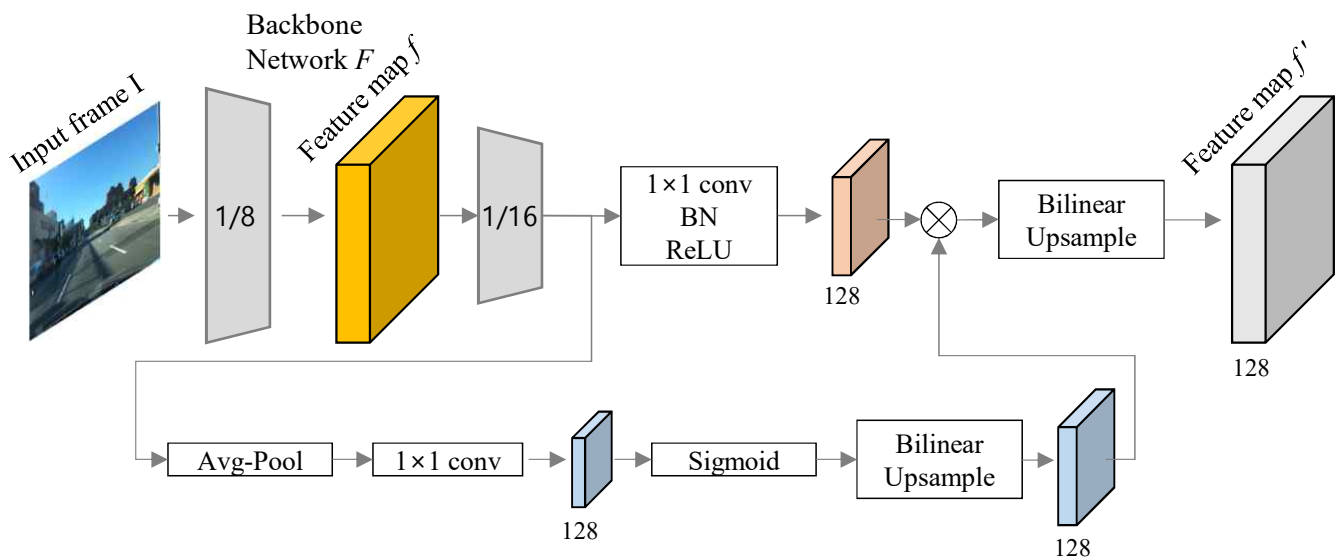 Backbone
Network F
Input frame I
1/8
Feature map f
1/16
1×1 conv
BN
ReLU
128
Bilinear
Upsample
Feature map f'
128
Avg-Pool
1×1 conv
128
Sigmoid
Bilinear
Upsample
128